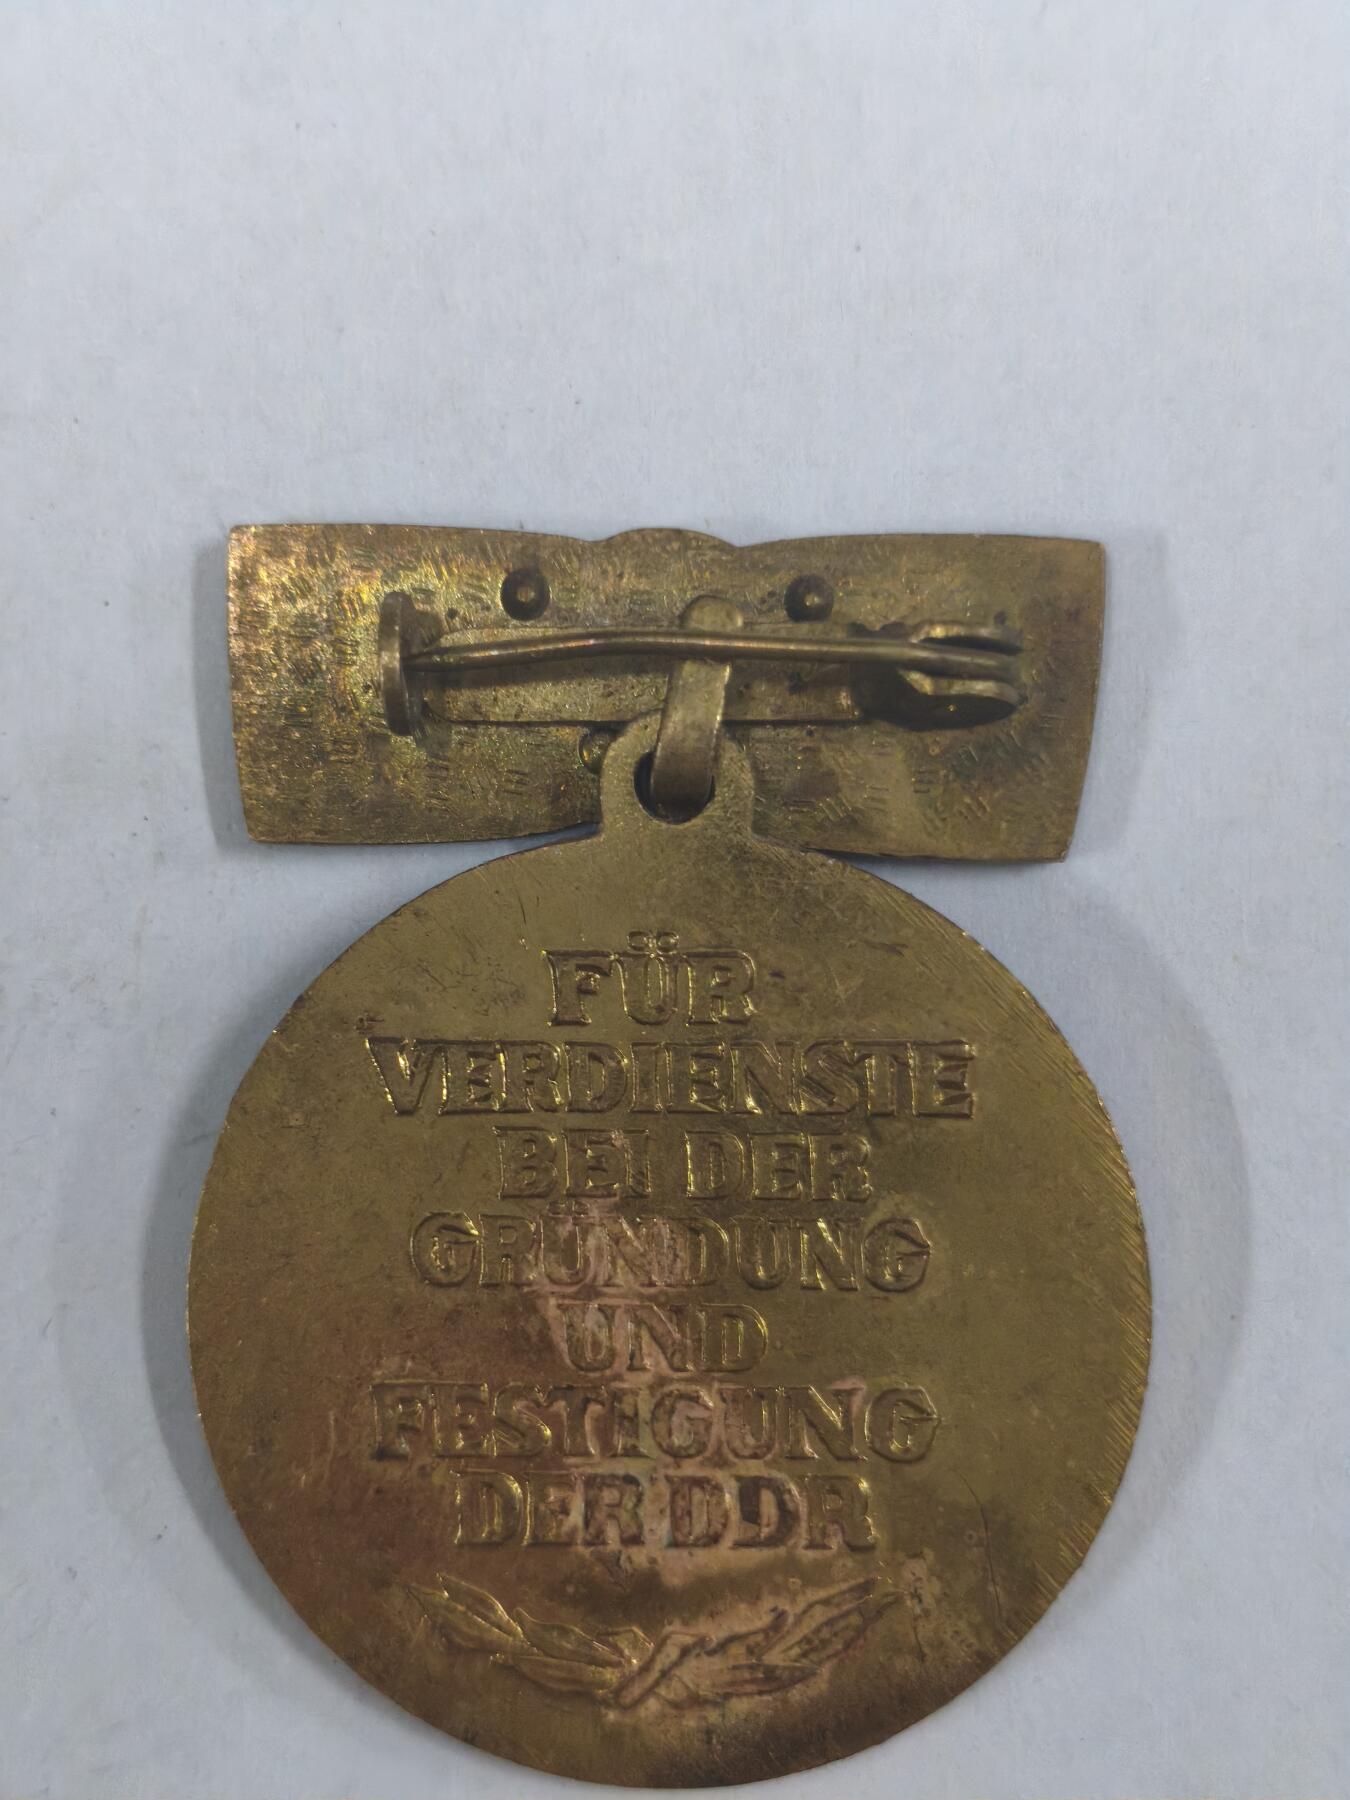 FÜR
VERDIENSTE
BEI DER
GRÜNDUNG
UND
FESTIGUNG
DER DDR